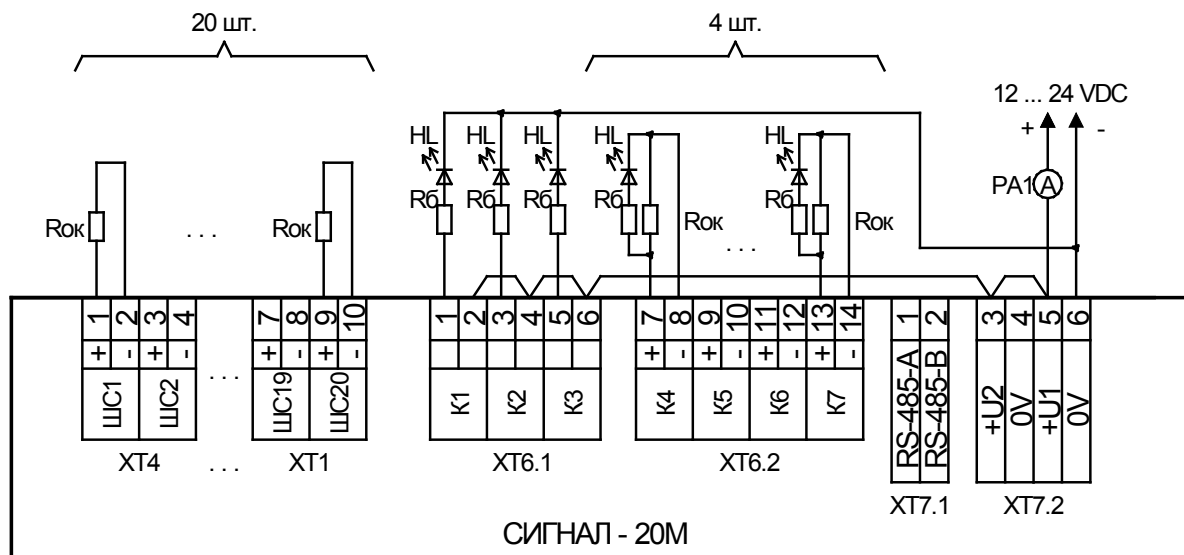 20 шт.
4 шт.
12 ... 24 VDC
+ -
HL HL HL HL HL
PA1 A
Rб Rб Rб Rб Rб
Rок ... Rок Rок ... Rок
1 2 3 4 7 8 9 10 1 2 3 4 5 6 7 8 9 10 11 12 13 14 1 2 3 4 5 6
+ - + - ... + - + - + - + - + - + -
ШС1 ШС2 ШС19 ШС20 К1 К2 К3 К4 К5 К6 К7 RS-485-A RS-485-B +U2 0V +U1 0V
XT4 ... XT1 XT6.1 XT6.2
XT7.1 XT7.2
СИГНАЛ - 20М